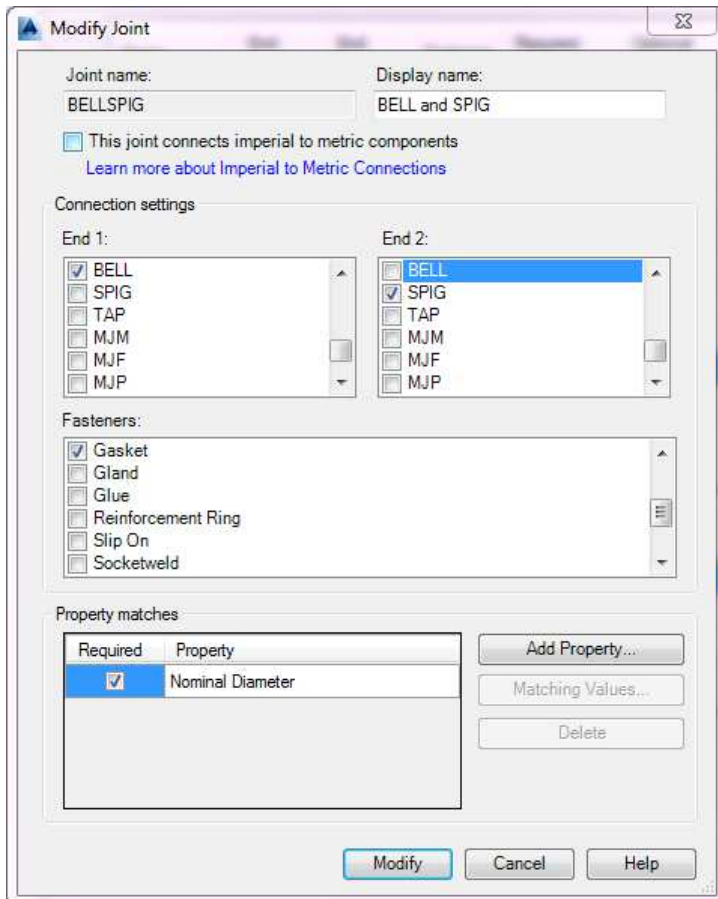 Modify Joint
Joint name: Display name:
BELLSPIG BELL and SPIG
This joint connects imperial to metric components
Learn more about Imperial to Metric Connections
Connection settings
End 1: End 2:
BELL BELL
SPIG SPIG
TAP TAP
MJM MJM
MJF MJF
MJP MJP
Fasteners:
Gasket
Gland
Glue
Reinforcement Ring
Slip On
Socketweld
Property matches
Required Property Add Property...
Nominal Diameter Matching Values...
Delete
Modify Cancel Help